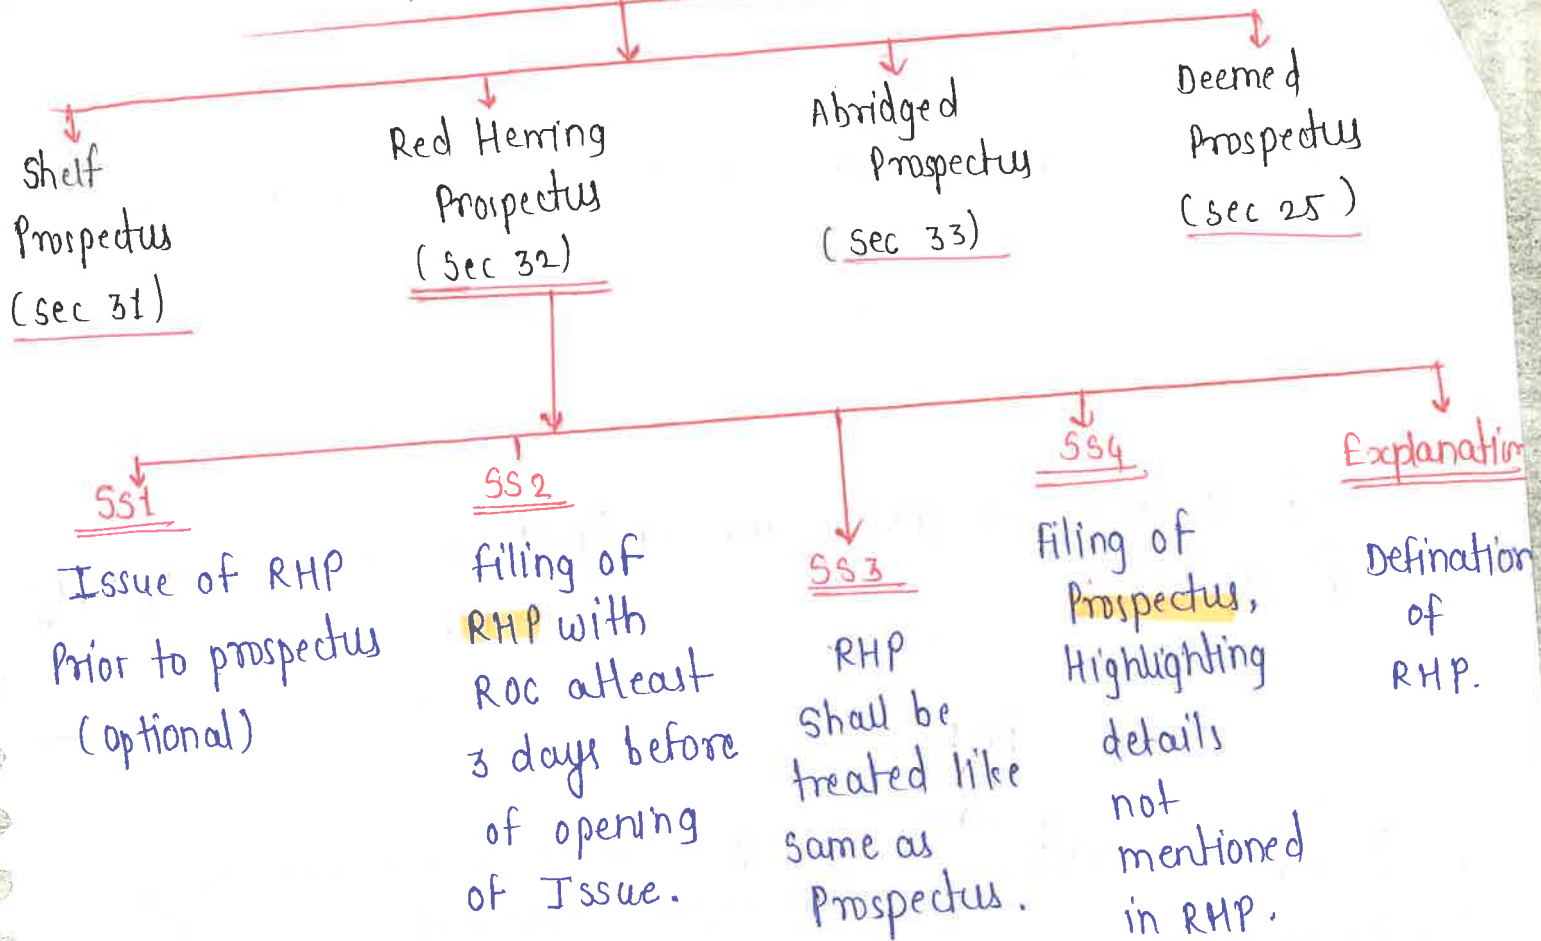 Shelf
Prospectus
(sec 31)
Red Herring
Prospectus
(Sec 32)
Abridged
Prospectus
(sec 33)
Deemed
Prospectus
(sec 25)
SS1
Issue of RHP
Prior to prospectus
(optional)
SS2
filing of
RHP with
ROC atleast
3 days before
of opening
of Issue.
SS3
RHP
shall be
treated like
same as
Prospectus.
SS4
Filing of
Prospectus,
Highlighting
details
not
mentioned
in RHP.
Explanation
Defination
of
RHP.